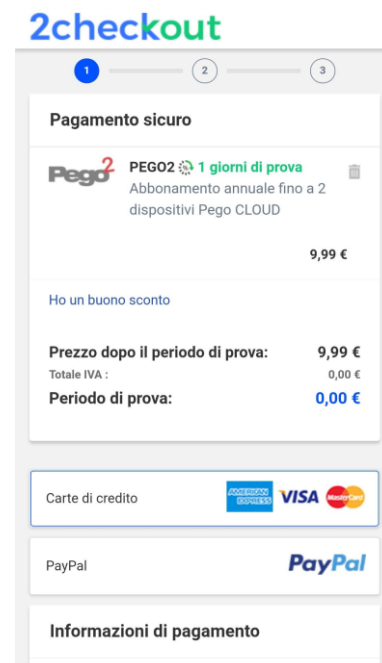 2checkout
1 2 3
Pagamento sicuro
Pego2
PEGO2 1 giorni di prova
Abbonamento annuale fino a 2
dispositivi Pego CLOUD
9,99 €
Ho un buono sconto
Prezzo dopo il periodo di prova: 9,99 €
Totale IVA : 0,00 €
Periodo di prova: 0,00 €
Carte di credito AMERICAN EXPRESS VISA MasterCard
PayPal PayPal
Informazioni di pagamento